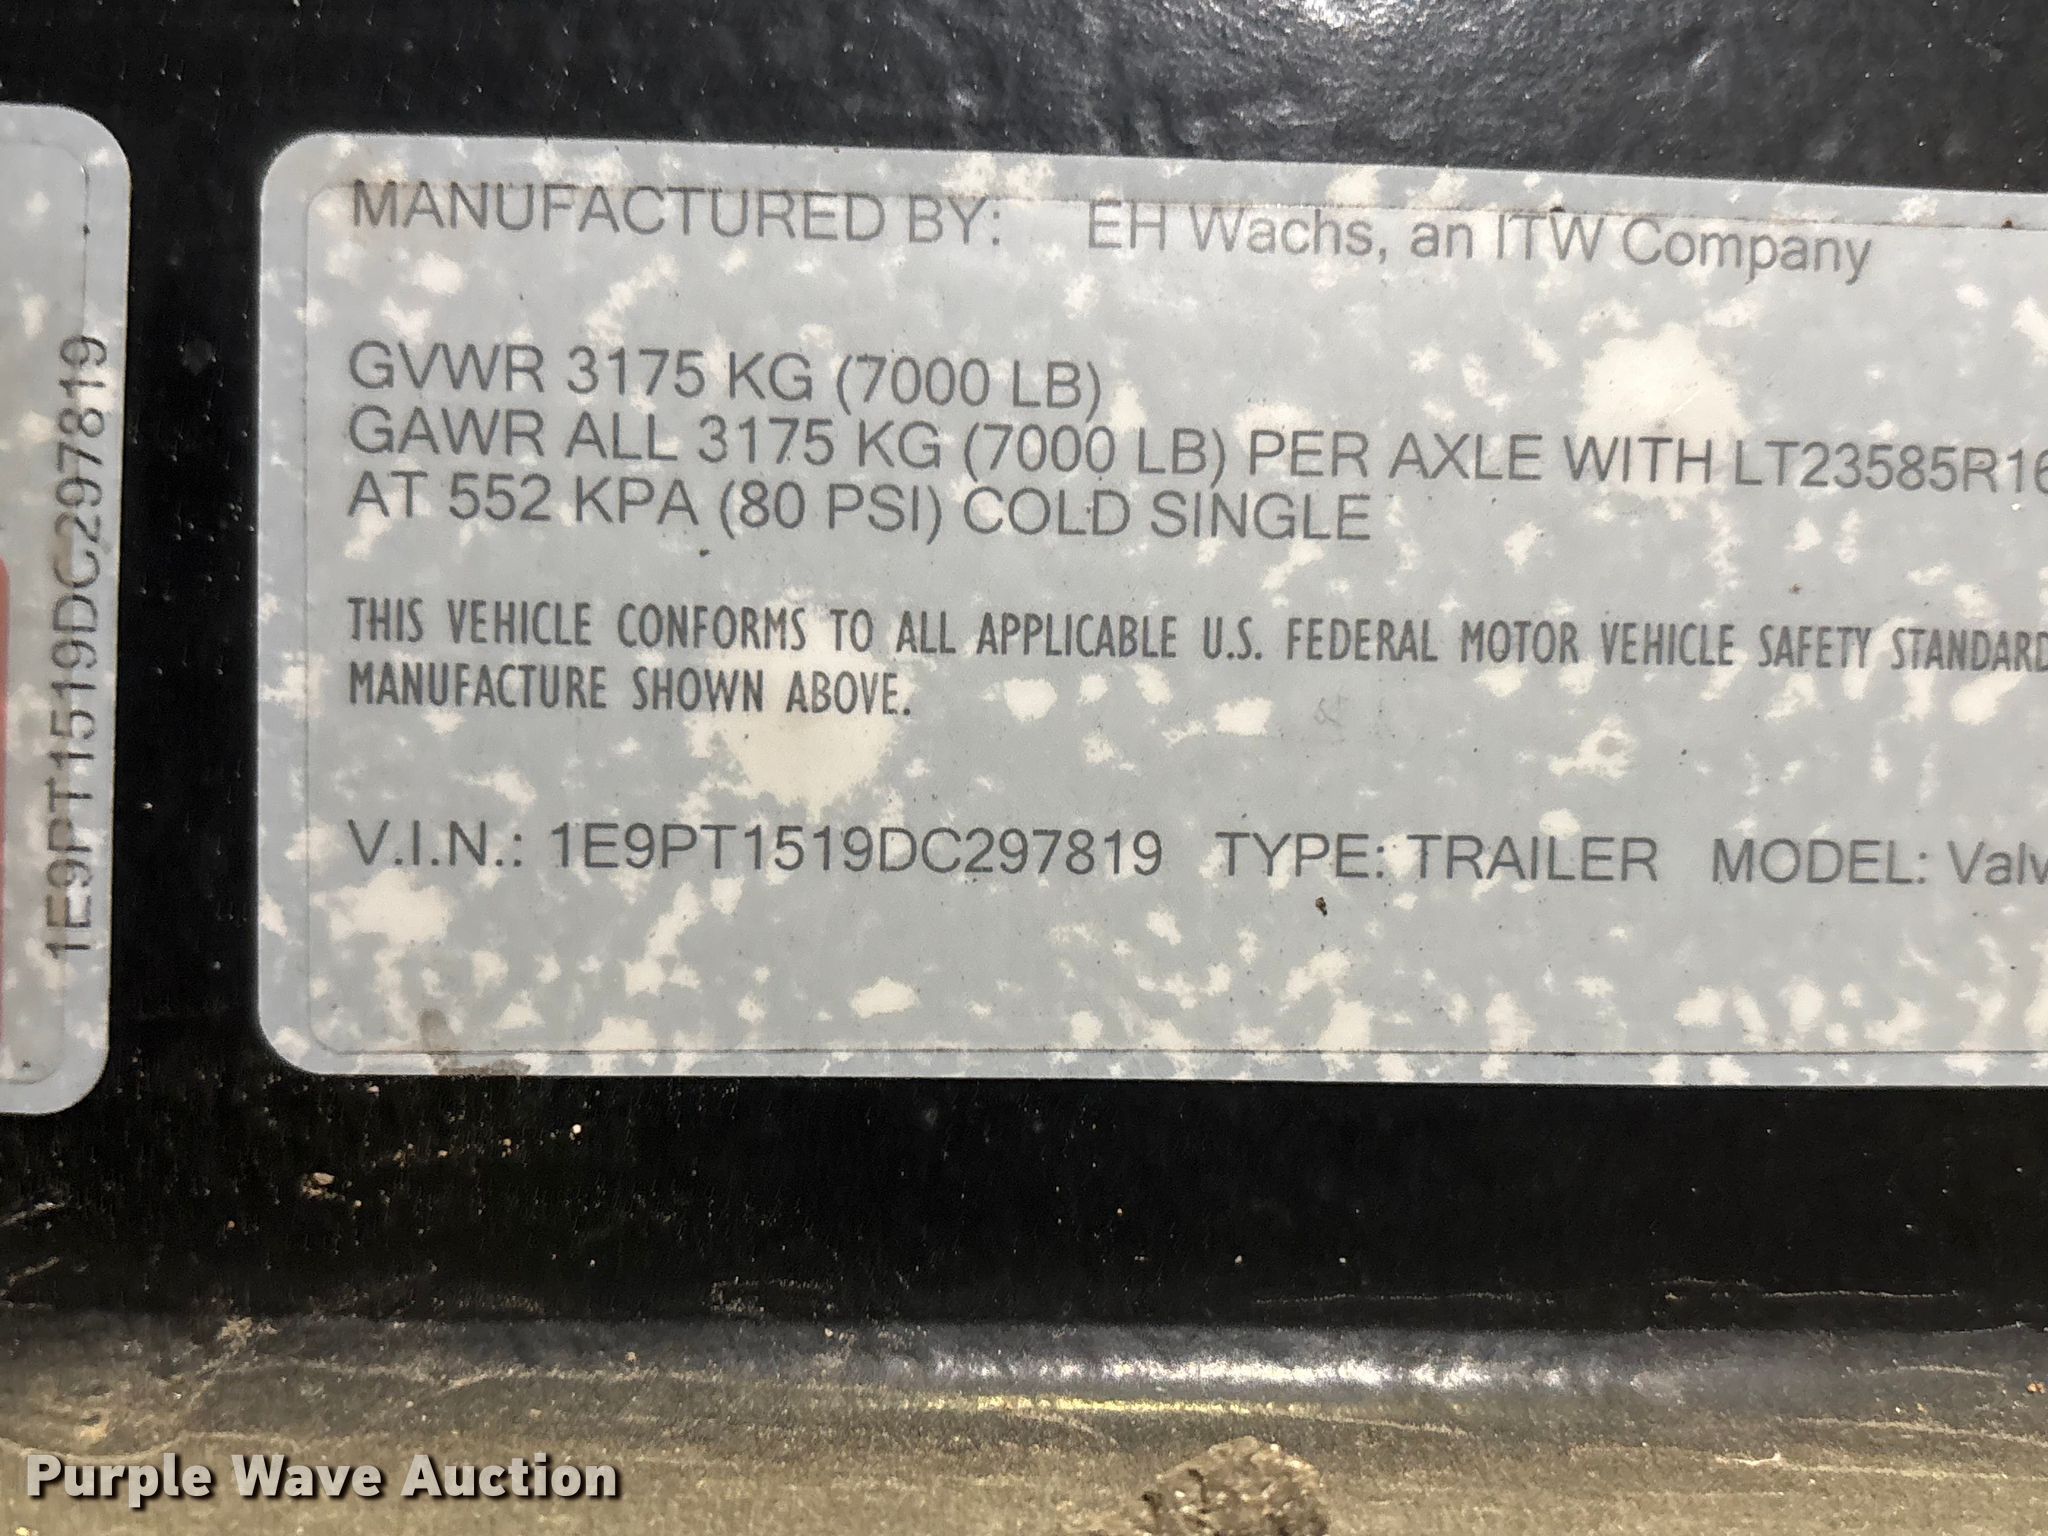 1E9PT1519DC297819
MANUFACTURED BY: EH Wachs, an ITW Company
GVWR 3175 KG (7000 LB)
GAWR ALL 3175 KG (7000 LB) PER AXLE WITH LT23585R16
AT 552 KPA (80 PSI) COLD SINGLE
THIS VEHICLE CONFORMS TO ALL APPLICABLE U.S. FEDERAL MOTOR VEHICLE SAFETY STANDARD
MANUFACTURE SHOWN ABOVE.
V.I.N.: 1E9PT1519DC297819 TYPE: TRAILER MODEL: Valv
Purple Wave Auction